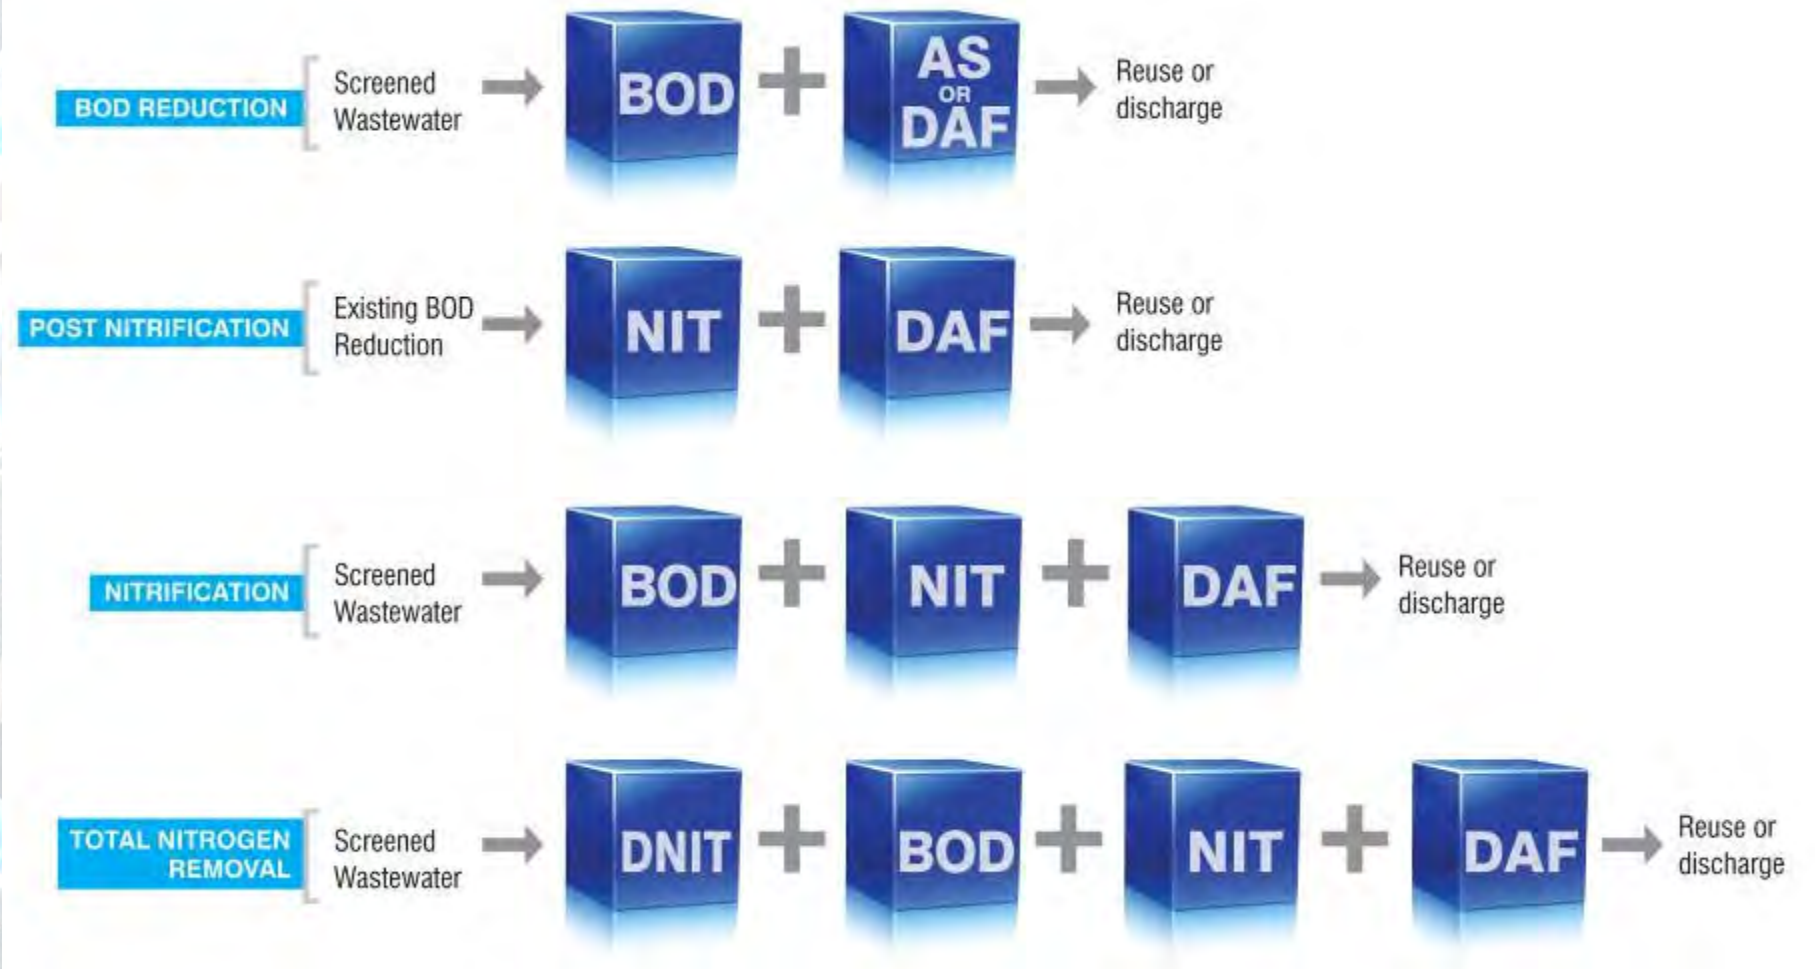 BOD REDUCTION
Screened
Wastewater
BOD
AS
OR
DAF
Reuse or
discharge
POST NITRIFICATION
Existing BOD
Reduction
NIT
DAF
Reuse or
discharge
NITRIFICATION
Screened
Wastewater
BOD
NIT
DAF
Reuse or
discharge
TOTAL NITROGEN
REMOVAL
Screened
Wastewater
DNIT
BOD
NIT
DAF
Reuse or
discharge